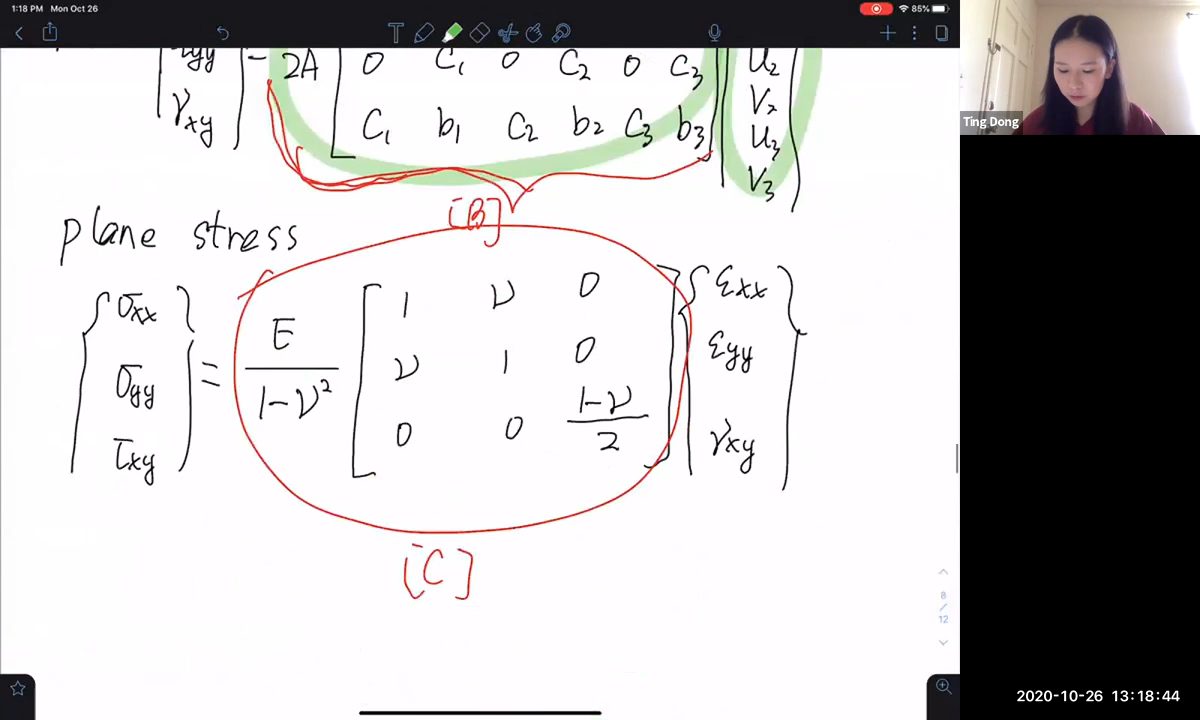 1:18 PM Mon Oct 26
85%
2A [ 0 C₁ 0 C₂ 0 C₃ ] U₂
γxy C₁ b₁ C₂ b₂ C₃ b₃ V₂
U₃
V₃
[B]
plane stress
{ σxx σyy τxy } = E / 1-ν² [ 1 ν 0
ν 1 0
0 0 1-ν / 2 ] { εxx εyy γxy }
[C]
8
/
12
Ting Dong
2020-10-26 13:18:44